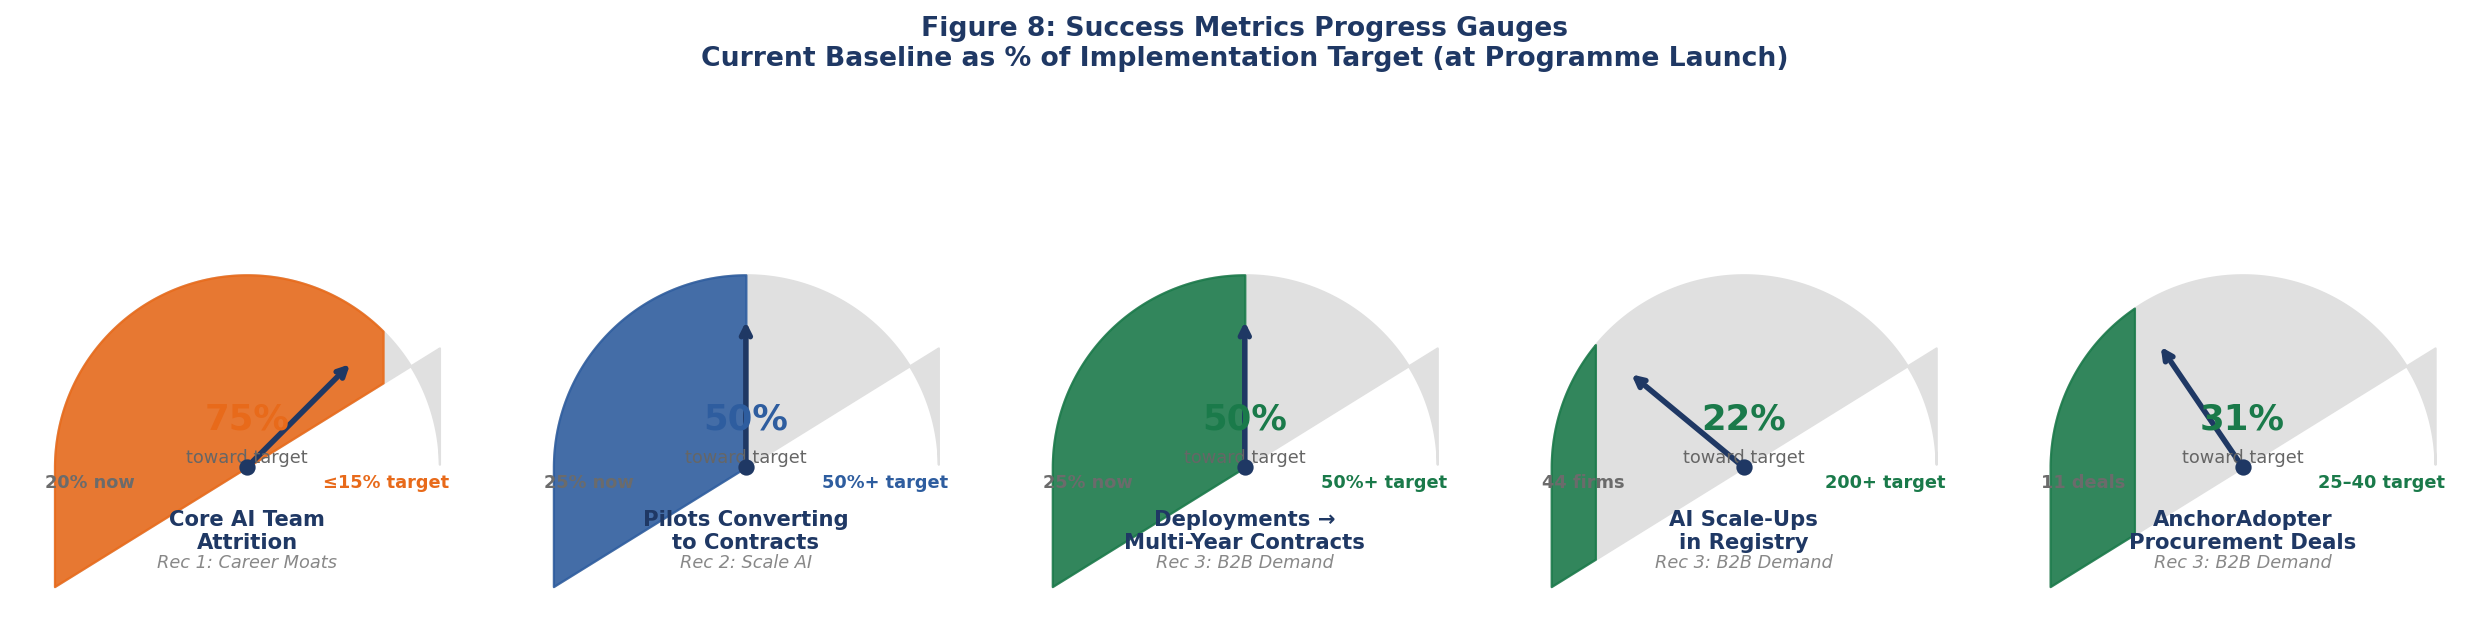 Figure 8: Success Metrics Progress Gauges
Current Baseline as % of Implementation Target (at Programme Launch)
75%
toward target
20% now
≤15% target
Core AI Team
Attrition
Rec 1: Career Moats
50%
toward target
25% now
50%+ target
Pilots Converting
to Contracts
Rec 2: Scale AI
50%
toward target
25% now
50%+ target
Deployments →
Multi-Year Contracts
Rec 3: B2B Demand
22%
toward target
44 firms
200+ target
AI Scale-Ups
in Registry
Rec 3: B2B Demand
31%
toward target
11 deals
25–40 target
AnchorAdopter
Procurement Deals
Rec 3: B2B Demand